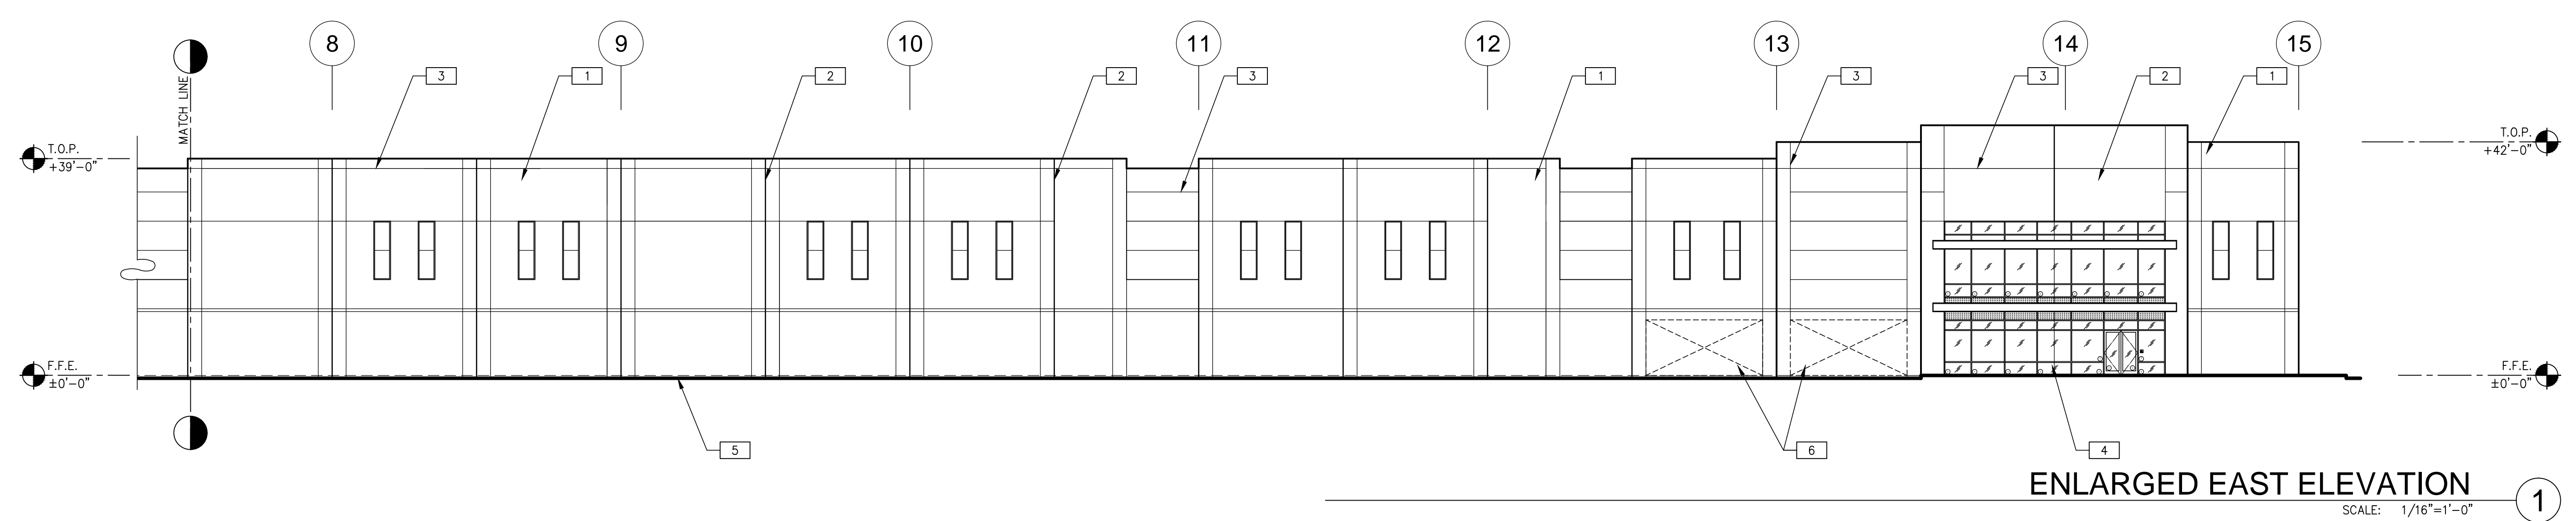 8 9 10 11 12 13 14 15
MATCH LINE
3 1 2 2 3 1 3 3 2 1
T.O.P.
+39'-0"
T.O.P.
+42'-0"
F.F.E.
±0'-0"
F.F.E.
±0'-0"
5 6 4
ENLARGED EAST ELEVATION
1
SCALE: 1/16"=1'-0"